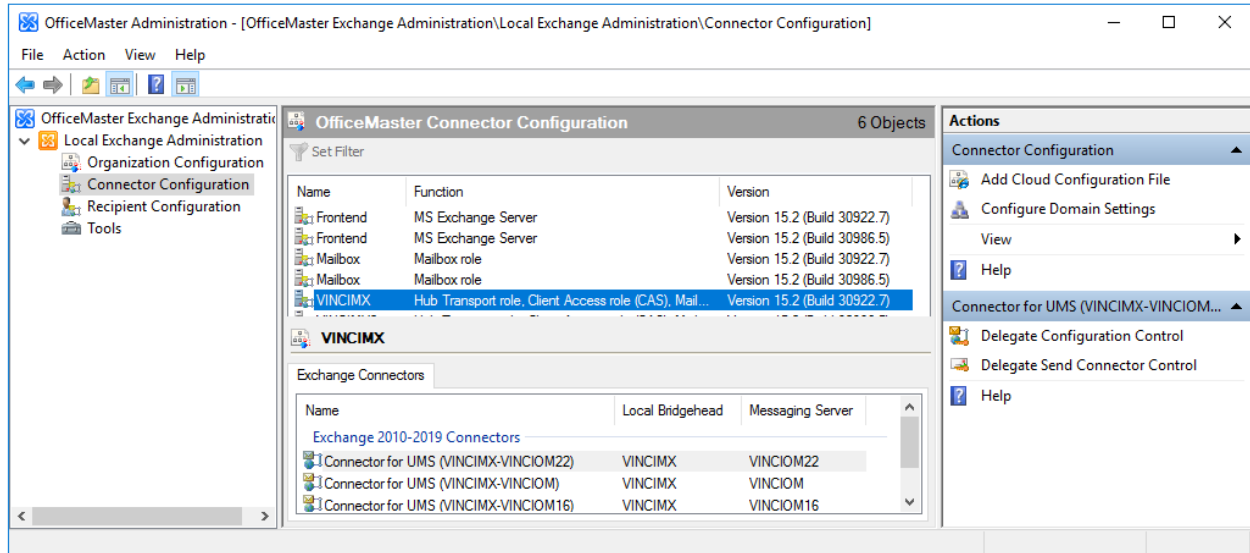 OfficeMaster Administration - [OfficeMaster Exchange Administration\Local Exchange Administration\Connector Configuration]
File Action View Help
OfficeMaster Exchange Administratic
Local Exchange Administration
Organization Configuration
Connector Configuration
Recipient Configuration
Tools
OfficeMaster Connector Configuration 6 Objects
Set Filter
Name Function Version
Frontend MS Exchange Server Version 15.2 (Build 30922.7)
Frontend MS Exchange Server Version 15.2 (Build 30986.5)
Mailbox Mailbox role Version 15.2 (Build 30922.7)
Mailbox Mailbox role Version 15.2 (Build 30986.5)
VINCIMX Hub Transport role, Client Access role (CAS), Mail... Version 15.2 (Build 30922.7)
VINCIMX
Exchange Connectors
Name Local Bridgehead Messaging Server
Exchange 2010-2019 Connectors
Connector for UMS (VINCIMX-VINCIOM22) VINCIMX VINCIOM22
Connector for UMS (VINCIMX-VINCIOM) VINCIMX VINCIOM
Connector for UMS (VINCIMX-VINCIOM16) VINCIMX VINCIOM16
Actions
Connector Configuration
Add Cloud Configuration File
Configure Domain Settings
View
Help
Connector for UMS (VINCIMX-VINCIOM...
Delegate Configuration Control
Delegate Send Connector Control
Help